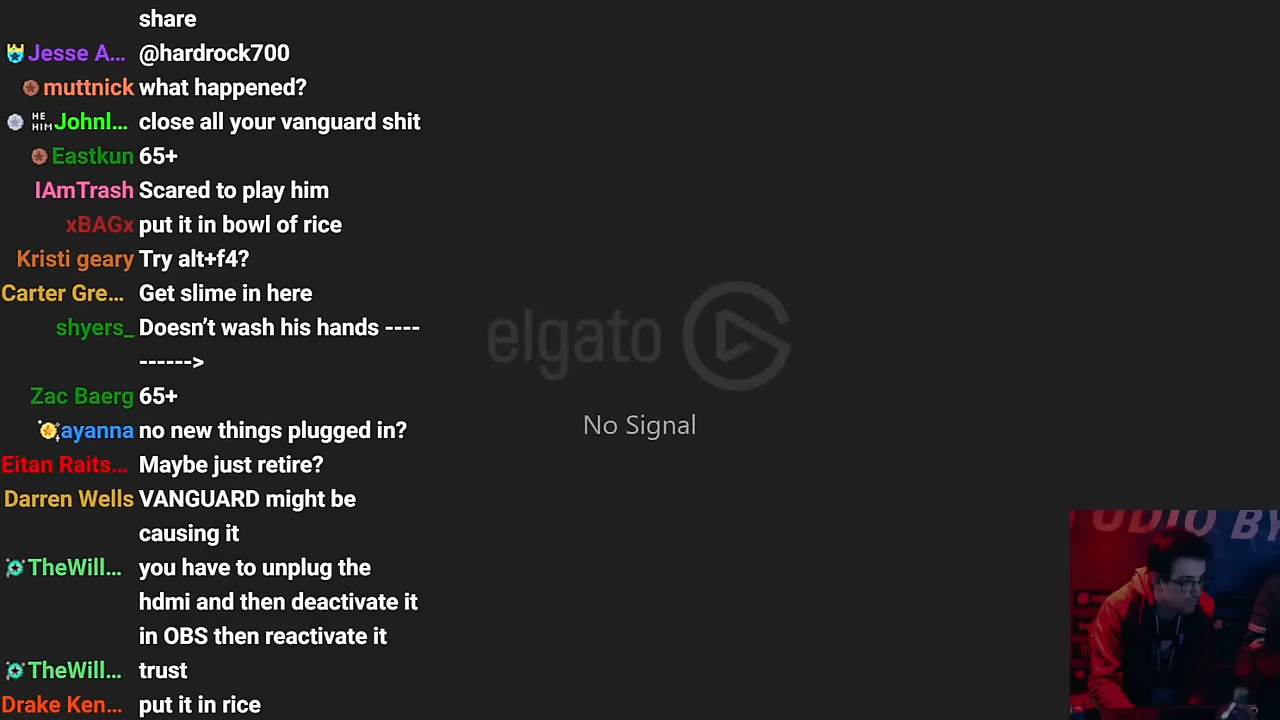 share
Jesse A... @hardrock700
muttnick what happened?
HE HIM Johnl... close all your vanguard shit
Eastkun 65+
IAmTrash Scared to play him
xBAGx put it in bowl of rice
Kristi geary Try alt+f4?
Carter Gre... Get slime in here
shyers_ Doesn’t wash his hands ----
------>
Zac Baerg 65+
ayanna no new things plugged in?
Eitan Raits... Maybe just retire?
Darren Wells VANGUARD might be
causing it
TheWill... you have to unplug the
hdmi and then deactivate it
in OBS then reactivate it
TheWill... trust
Drake Ken... put it in rice
elgato
No Signal
UDIO BY